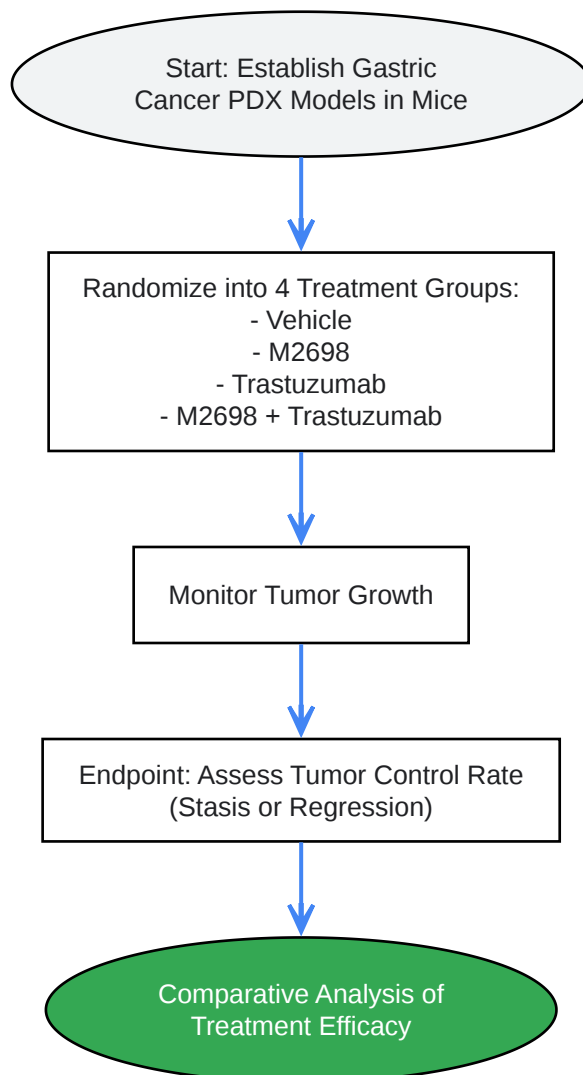 Start: Establish Gastric
Cancer PDX Models in Mice
Randomize into 4 Treatment Groups:
- Vehicle
- M2698
- Trastuzumab
- M2698 + Trastuzumab
Monitor Tumor Growth
Endpoint: Assess Tumor Control Rate
(Stasis or Regression)
Comparative Analysis of
Treatment Efficacy